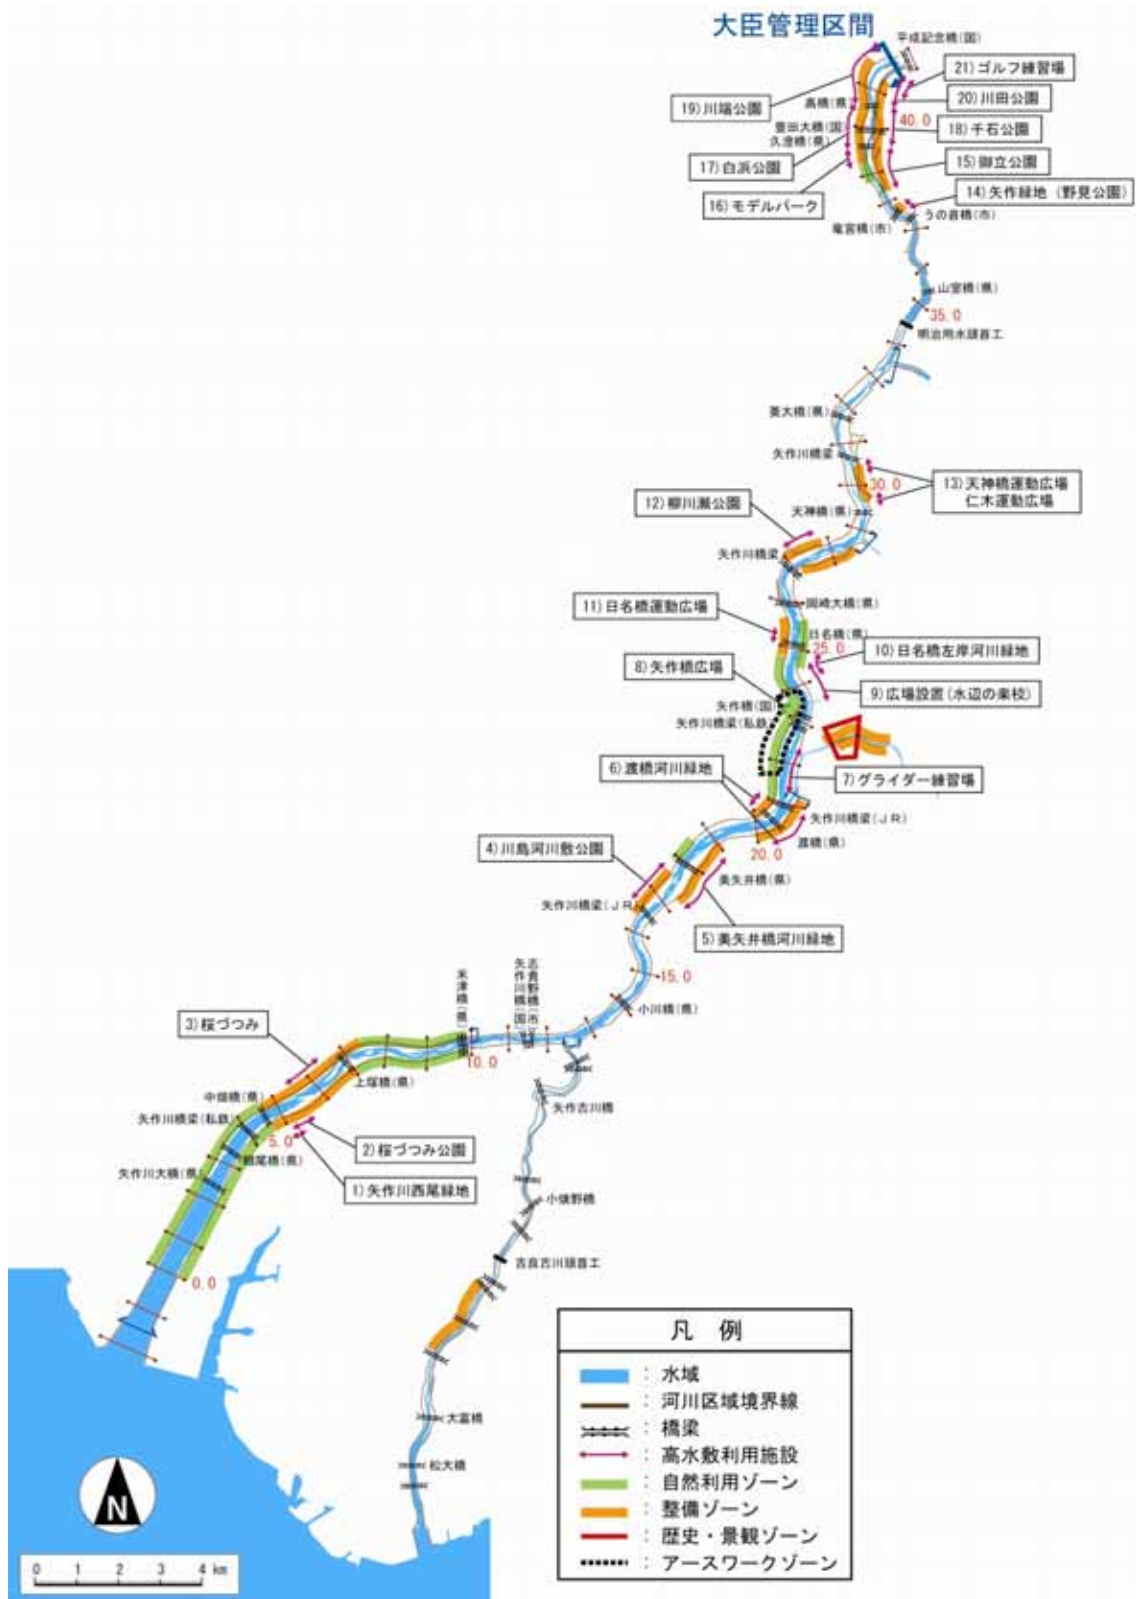 大臣管理区間
平成記念橋(国)
21)ゴルフ練習場
19)川端公園
高橋(県)
20)川田公園
40.0
豊田大橋(国)
18)千石公園
久澄橋(県)
17)白浜公園
15)御立公園
16)モデルパーク
14)矢作緑地(野見公園)
うの首橋(市)
竜宮橋(市)
山室橋(県)
35.0
明治用水頭首工
葵大橋(県)
矢作川橋梁
30.0
13)天神橋運動広場
仁木運動広場
12)柳川瀬公園
天神橋(県)
矢作川橋梁
岡崎大橋(県)
11)日名橋運動広場
日名橋(県)
25.0
10)日名橋左岸河川緑地
8)矢作橋広場
9)広場設置(水辺の楽校)
矢作橋(国)
矢作川橋梁(私鉄)
6)渡橋河川緑地
7)グライダー練習場
矢作川橋梁(JR)
渡橋(県)
20.0
4)川島河川敷公園
美矢井橋(県)
矢作川橋梁(JR)
5)美矢井橋河川緑地
15.0
小川橋(県)
米津橋(県)
矢作川橋(国)
志貴野橋(市)
10.0
3)桜づつみ
上塚橋(県)
中畑橋(県)
矢作川橋梁(私鉄)
5.0
矢作古川橋
2)桜づつみ公園
棚尾橋(県)
矢作川大橋(県)
1)矢作川西尾緑地
小焼野橋
古良古川頭首工
0.0
大富橋
松大橋
凡 例
:水域
:河川区域境界線
:橋梁
:高水敷利用施設
:自然利用ゾーン
:整備ゾーン
:歴史・景観ゾーン
:アースワークゾーン
N
0 1 2 3 4 km